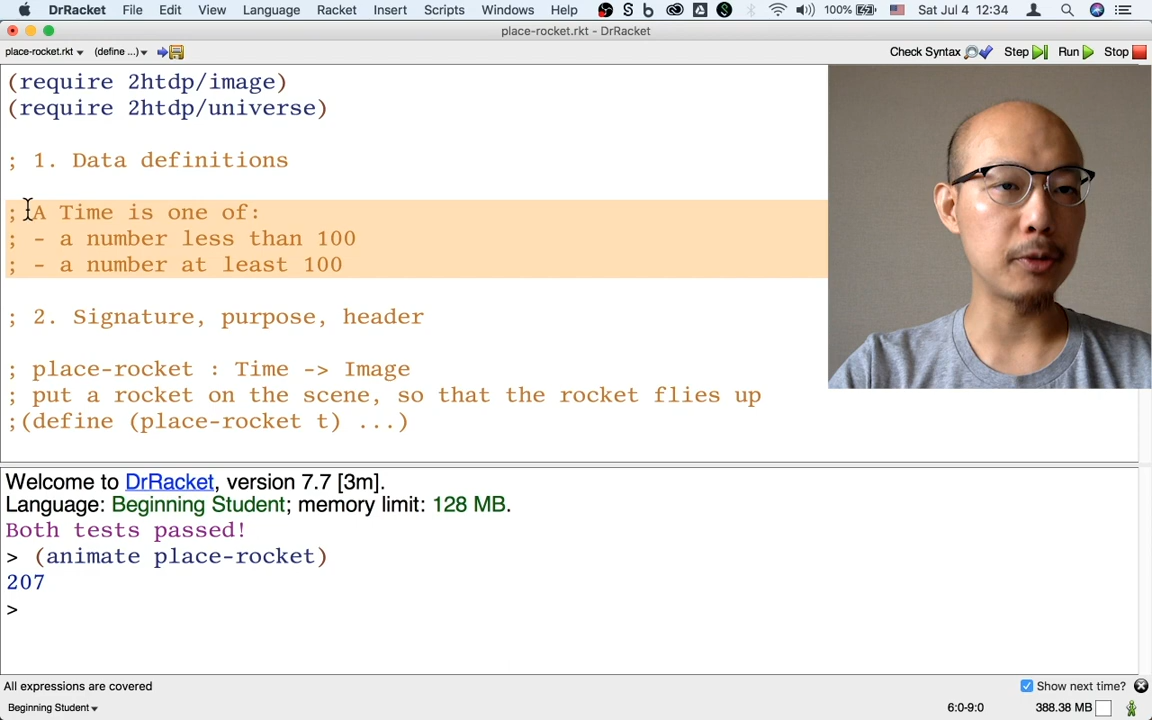 DrRacket File Edit View Language Racket Insert Scripts Windows Help 100% Sat Jul 4 12:34
place-rocket.rkt - DrRacket
place-rocket.rkt (define ...) Check Syntax Step Run Stop
(require 2htdp/image)
(require 2htdp/universe)
; 1. Data definitions
; A Time is one of:
; - a number less than 100
; - a number at least 100
; 2. Signature, purpose, header
; place-rocket : Time -> Image
; put a rocket on the scene, so that the rocket flies up
;(define (place-rocket t) ...)
Welcome to DrRacket, version 7.7 [3m].
Language: Beginning Student; memory limit: 128 MB.
Both tests passed!
> (animate place-rocket)
207
>
All expressions are covered Show next time?
Beginning Student 6:0-9:0 388.38 MB